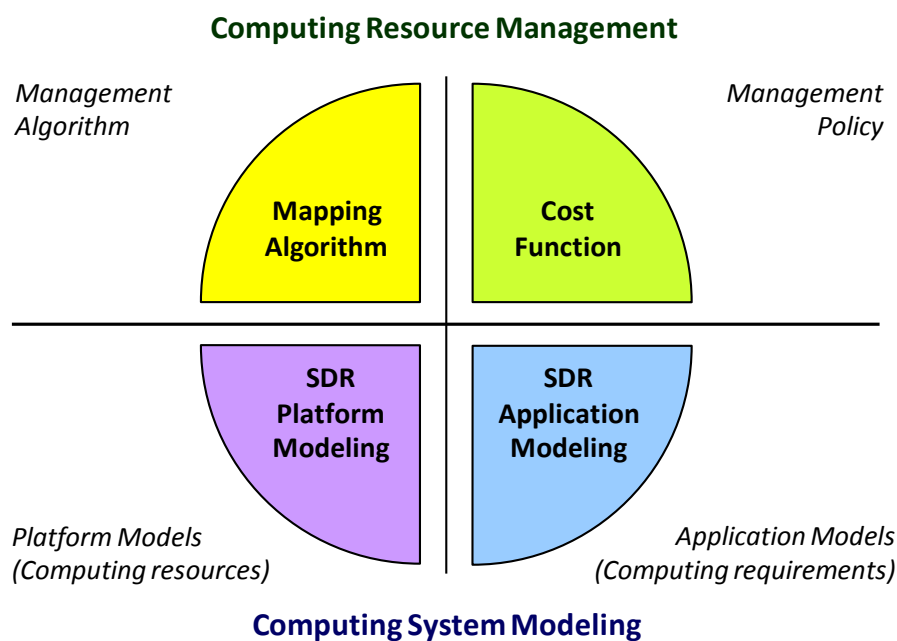 Computing Resource Management
Management
Algorithm
Management
Policy
Mapping
Algorithm
Cost
Function
SDR
Platform
Modeling
SDR
Application
Modeling
Platform Models
(Computing resources)
Application Models
(Computing requirements)
Computing System Modeling